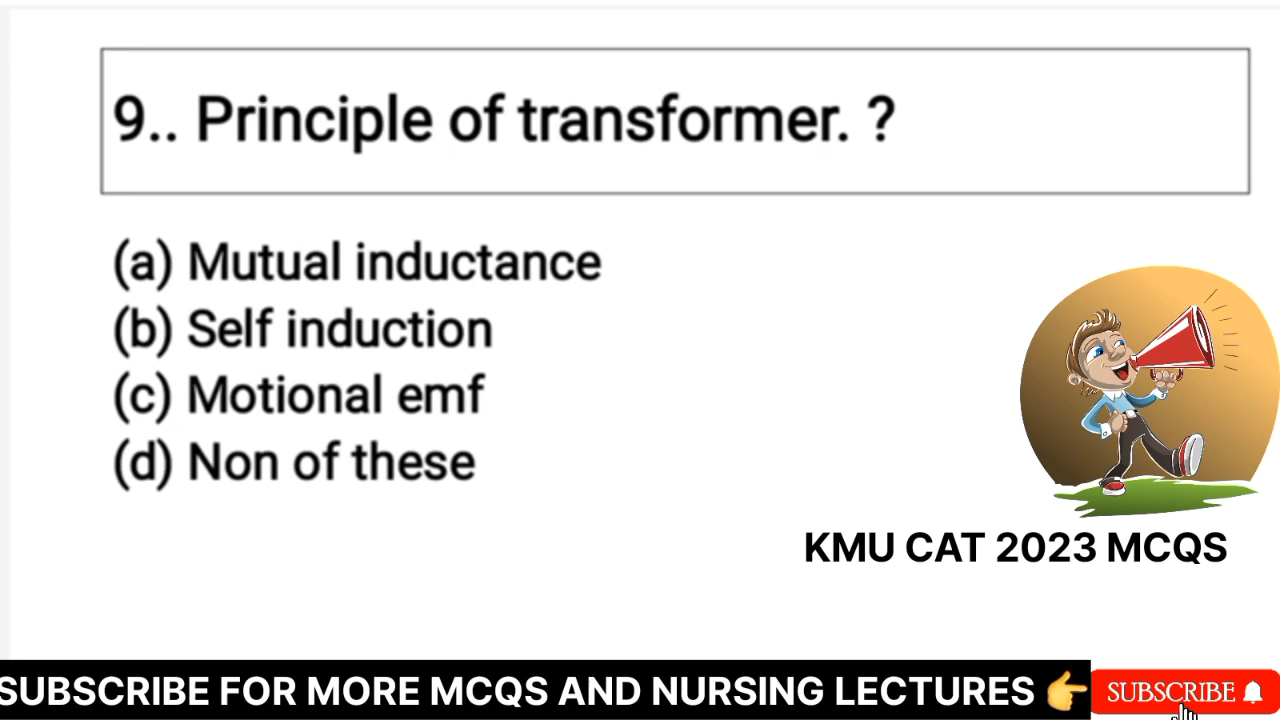 9.. Principle of transformer. ?
(a) Mutual inductance
(b) Self induction
(c) Motional emf
(d) Non of these
KMU CAT 2023 MCQS
SUBSCRIBE FOR MORE MCQS AND NURSING LECTURES 👉 SUBSCRIBE